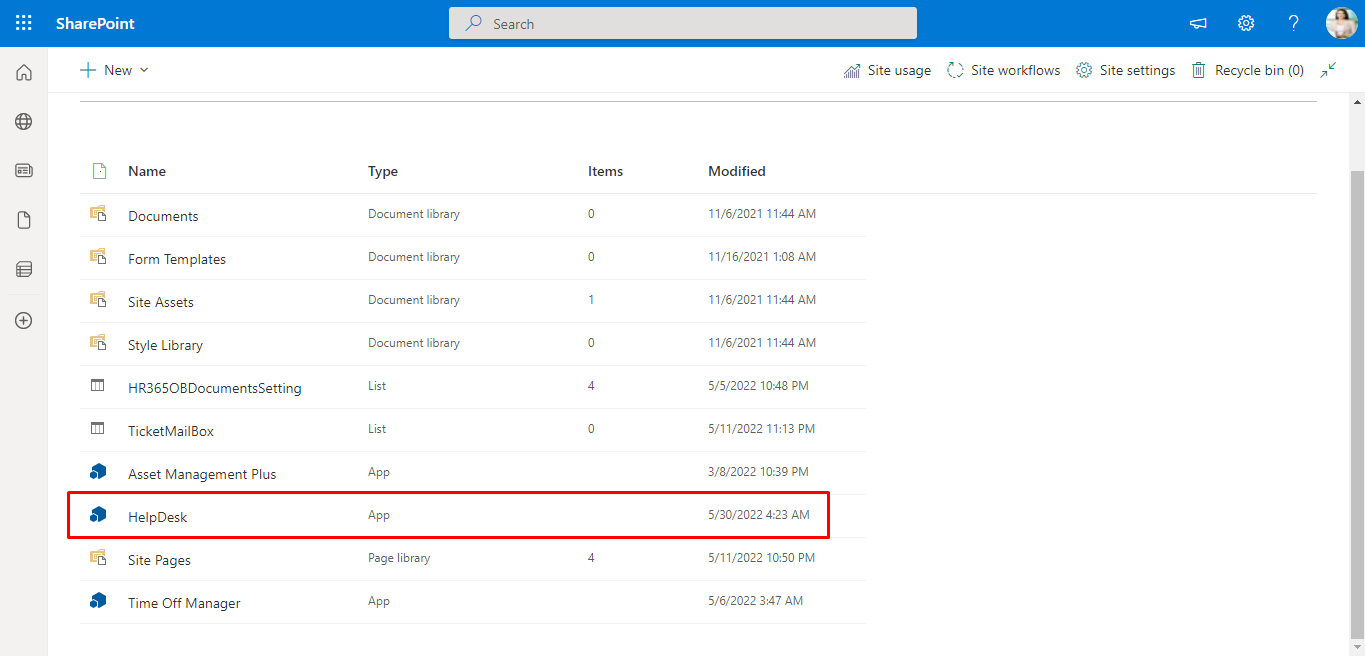 SharePoint
Search
New
Site usage
Site workflows
Site settings
Recycle bin (0)
Name Type Items Modified
Documents Document library 0 11/6/2021 11:44 AM
Form Templates Document library 0 11/16/2021 1:08 AM
Site Assets Document library 1 11/6/2021 11:44 AM
Style Library Document library 0 11/6/2021 11:44 AM
HR365OBDocumentsSetting List 4 5/5/2022 10:48 PM
TicketMailBox List 0 5/11/2022 11:13 PM
Asset Management Plus App 3/8/2022 10:39 PM
HelpDesk App 5/30/2022 4:23 AM
Site Pages Page library 4 5/11/2022 10:50 PM
Time Off Manager App 5/6/2022 3:47 AM